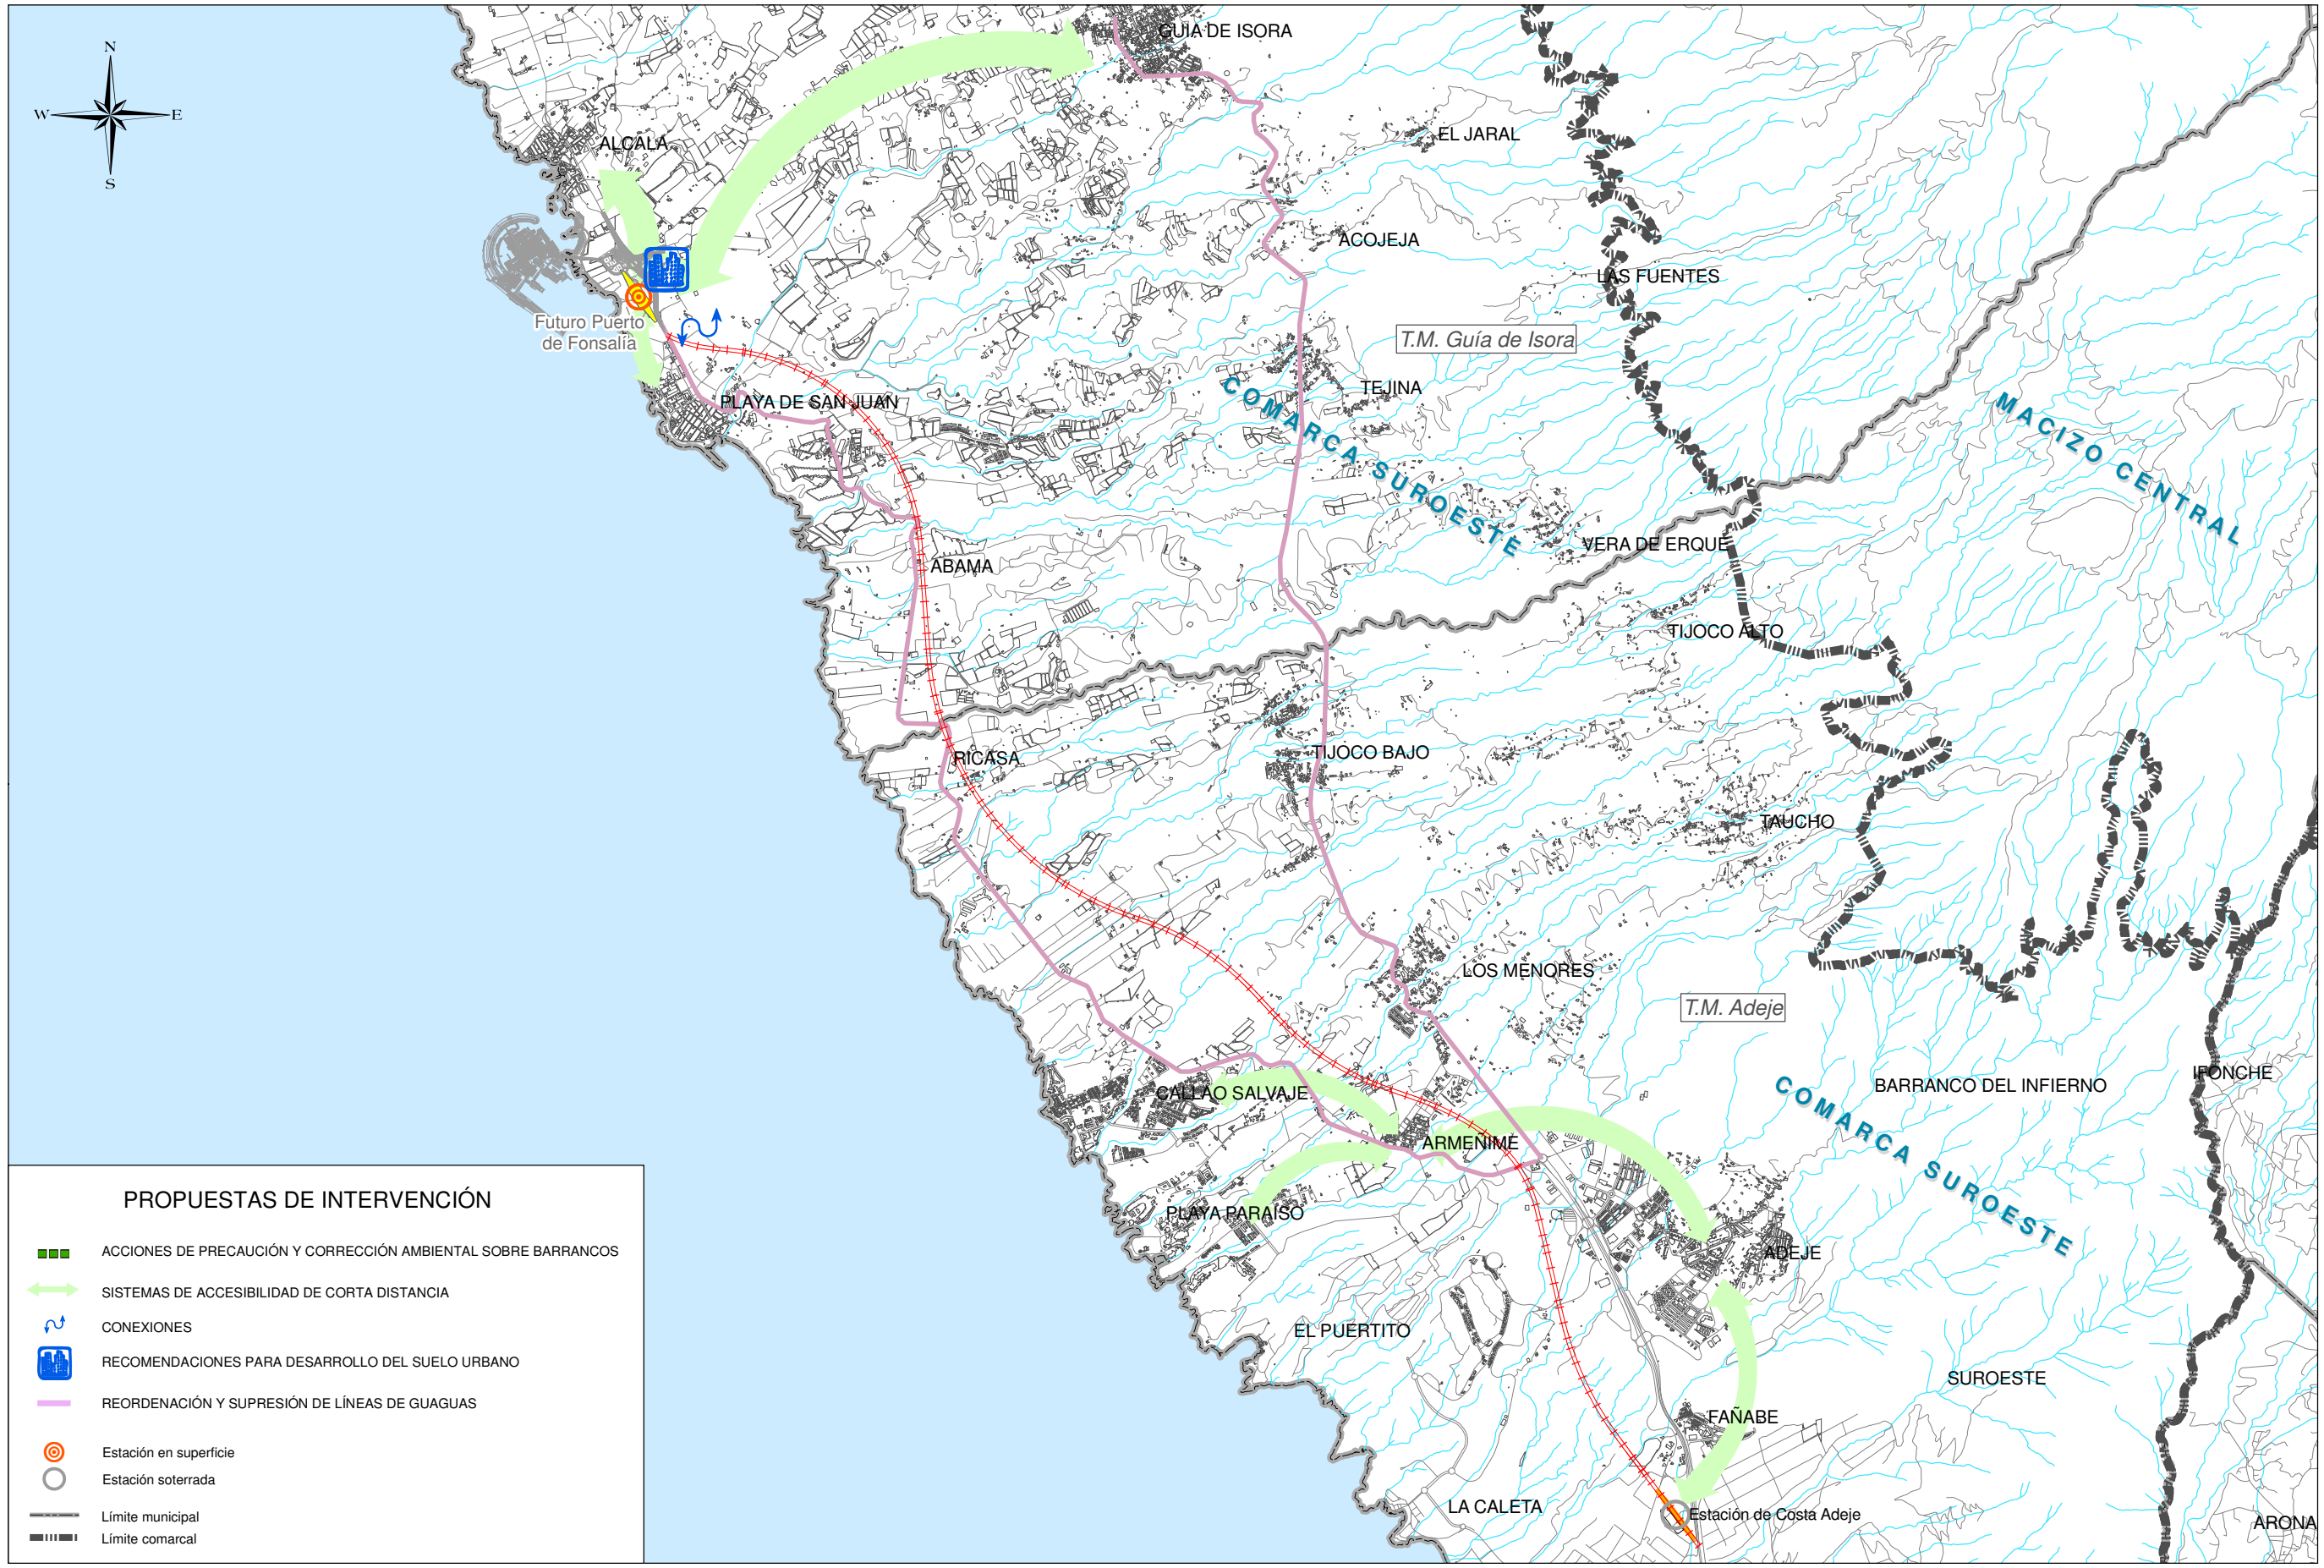 GUIA DE ISORA
N
W
E
S
ALCALA
EL JARAL
ACOJEJA
LAS FUENTES
Futuro Puerto
de Fonsalía
T.M. Guía de Isora
TEJINA
PLAYA DE SAN JUAN
COMARCA SUROESTE
MACIZO CENTRAL
VERA DE ERQUE
ABAMA
TIJOCO ALTO
RICASA
TIJOCO BAJO
TAUCHO
LOS MENORES
T.M. Adeje
IFONCHE
BARRANCO DEL INFIERNO
CALLAO SALVAJE
COMARCA SUROESTE
ARMEÑIME
PLAYA PARAISO
ADEJE
EL PUERTITO
SUROESTE
FAÑABE
LA CALETA
Estación de Costa Adeje
ARONA
PROPUESTAS DE INTERVENCIÓN
ACCIONES DE PRECAUCIÓN Y CORRECCIÓN AMBIENTAL SOBRE BARRANCOS
SISTEMAS DE ACCESIBILIDAD DE CORTA DISTANCIA
CONEXIONES
RECOMENDACIONES PARA DESARROLLO DEL SUELO URBANO
REORDENACIÓN Y SUPRESIÓN DE LÍNEAS DE GUAGUAS
Estación en superficie
Estación soterrada
Límite municipal
Límite comarcal